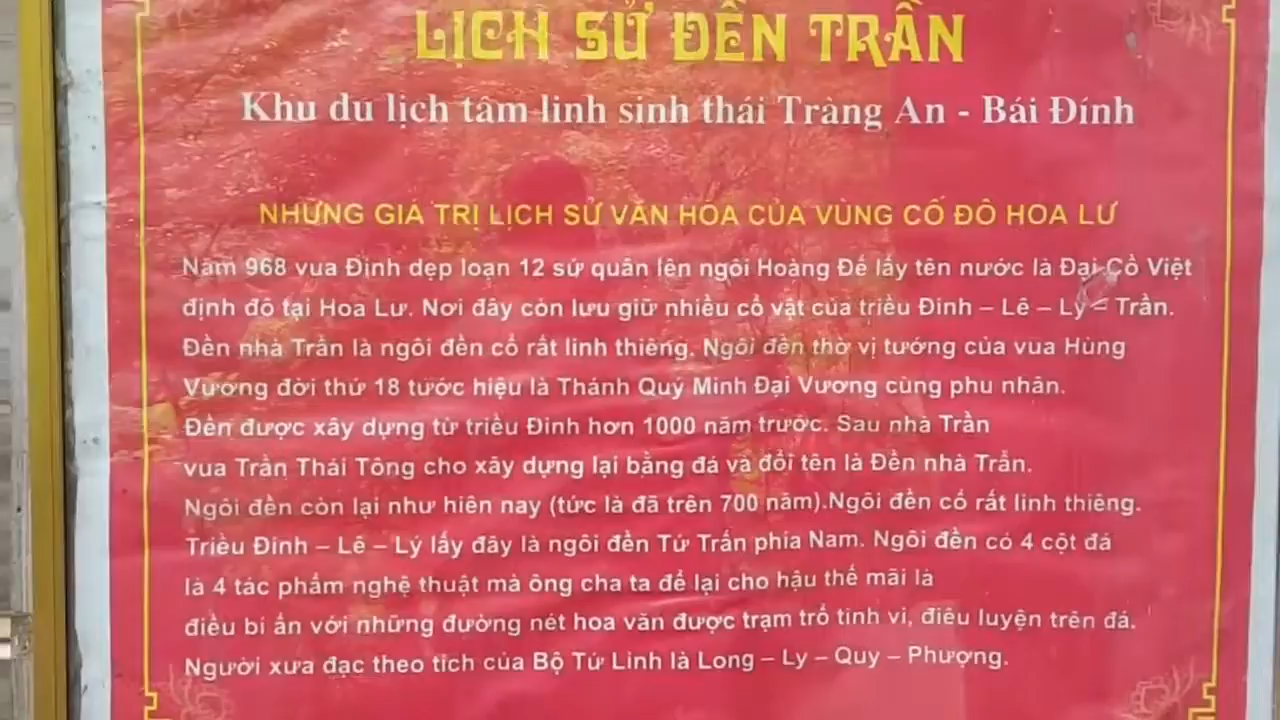 LỊCH SỬ ĐỀN TRẦN
Khu du lịch tâm linh sinh thái Tràng An - Bái Đính
NHỮNG GIÁ TRỊ LỊCH SỬ VĂN HÓA CỦA VÙNG CỐ ĐÔ HOA LƯ
Năm 968 vua Định dẹp loạn 12 sứ quân lên ngôi Hoàng Đế lấy tên nước là Đại Cồ Việt
định đô tại Hoa Lư. Nơi đây còn lưu giữ nhiều cổ vật của triều Đinh – Lê – Lý – Trần.
Đền nhà Trần là ngôi đền cổ rất linh thiêng. Ngôi đền thờ vị tướng của vua Hùng
Vương đời thứ 18 tước hiệu là Thánh Quý Minh Đại Vương cùng phu nhân.
Đền được xây dựng từ triều Đinh hơn 1000 năm trước. Sau nhà Trần
vua Trần Thái Tông cho xây dựng lại bằng đá và đổi tên là Đền nhà Trần.
Ngôi đền còn lại như hiên nay (tức là đã trên 700 năm).Ngôi đền cổ rất linh thiêng.
Triều Đinh – Lê – Lý lấy đây là ngôi đền Tứ Trấn phía Nam. Ngôi đền có 4 cột đá
là 4 tác phẩm nghệ thuật mà ông cha ta để lại cho hậu thế mãi là
điều bi ẩn với những đường nét hoa văn được trạm trổ tinh vi, điêu luyện trên đá.
Người xưa đạc theo tích của Bộ Tứ Linh là Long – Ly – Quy – Phượng.